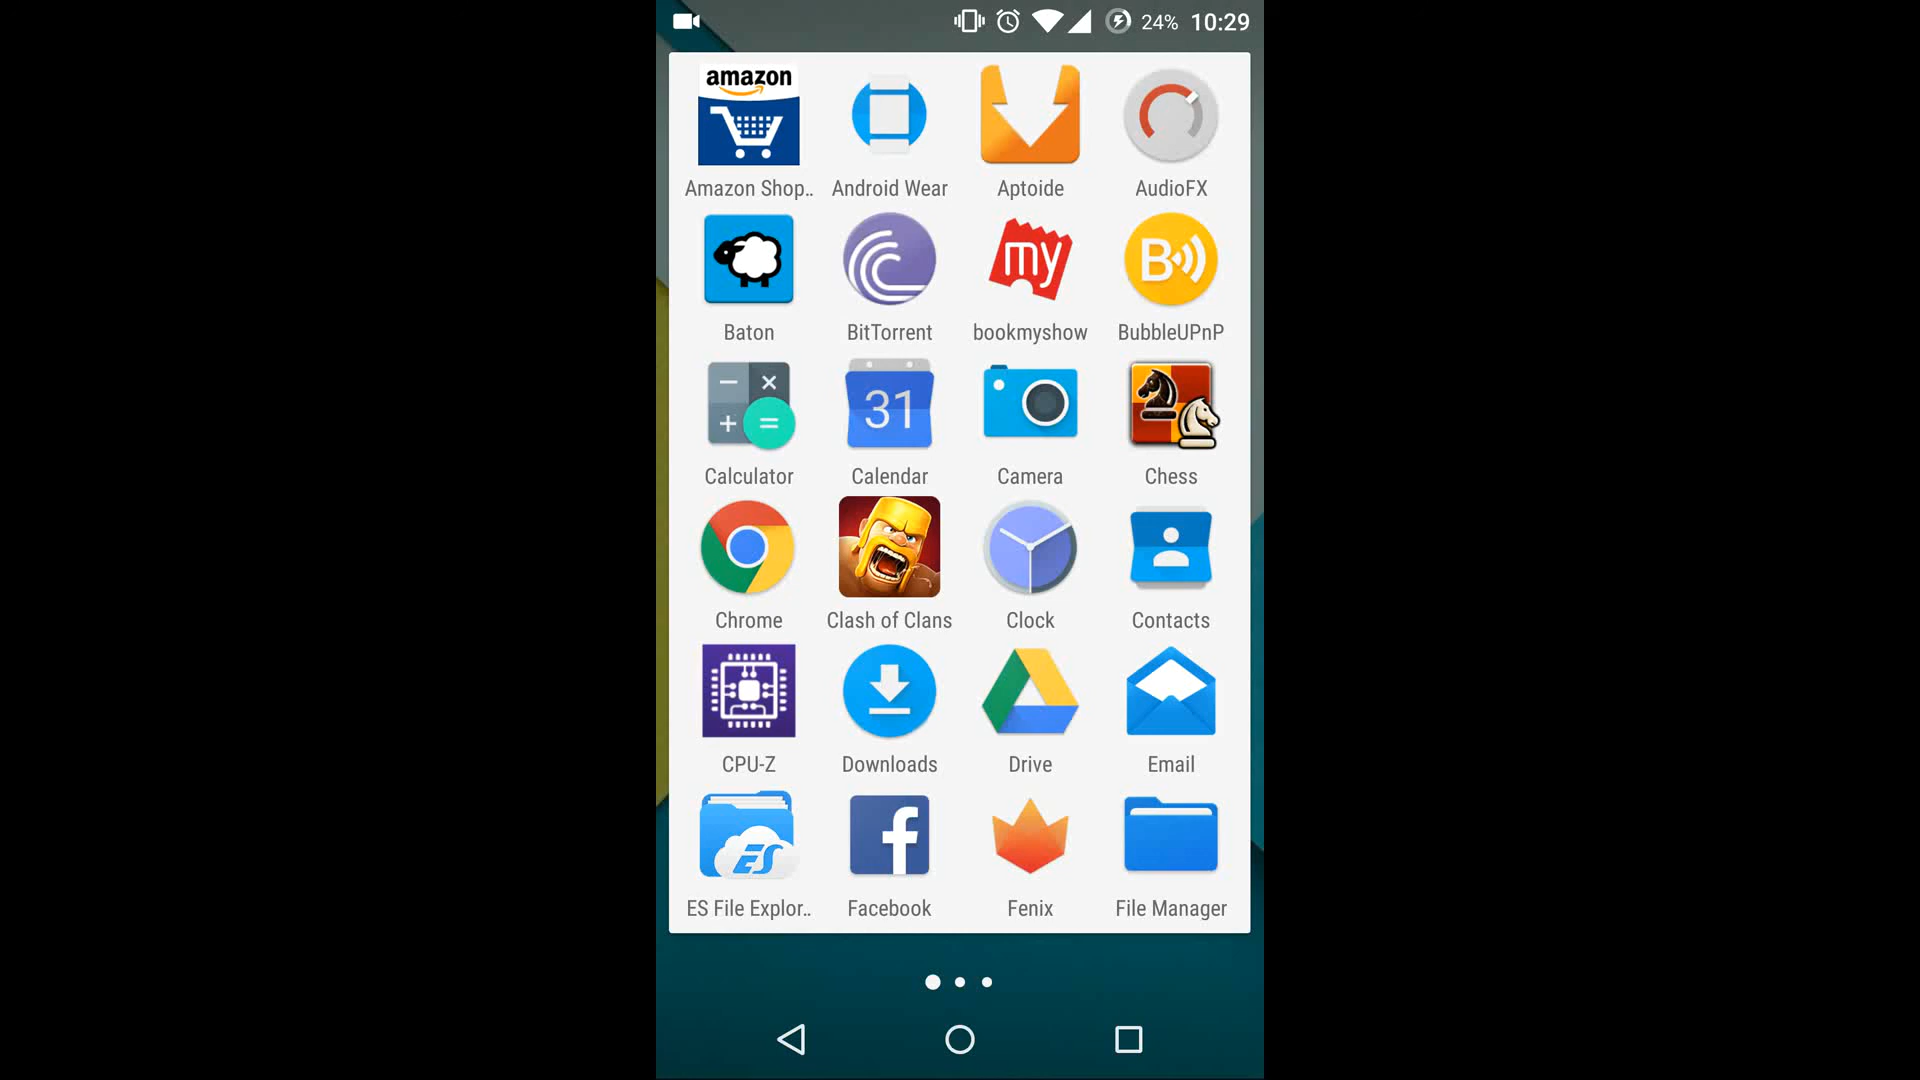 24% 10:29
amazon
Amazon Shop.. Android Wear Aptoide AudioFX
my B
Baton BitTorrent bookmyshow BubbleUPnP
31
Calculator Calendar Camera Chess
Chrome Clash of Clans Clock Contacts
CPU-Z Downloads Drive Email
ES f
ES File Explor.. Facebook Fenix File Manager